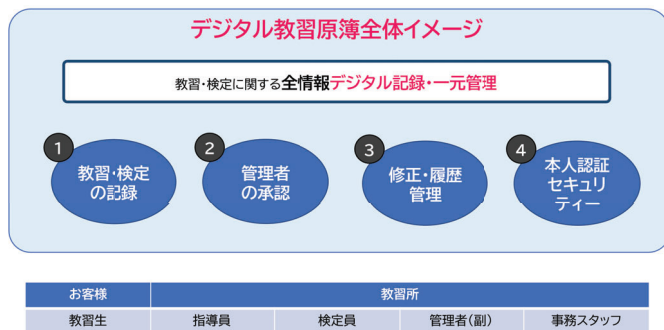 デジタル教習原簿全体イメージ
教習・検定に関する全情報デジタル記録・一元管理
1
教習・検定
の記録
2
管理者
の承認
3
修正・履歴
管理
4
本人認証
セキュリ
ティー
お客様 教習所
教習生 指導員 検定員 管理者(副) 事務スタッフ